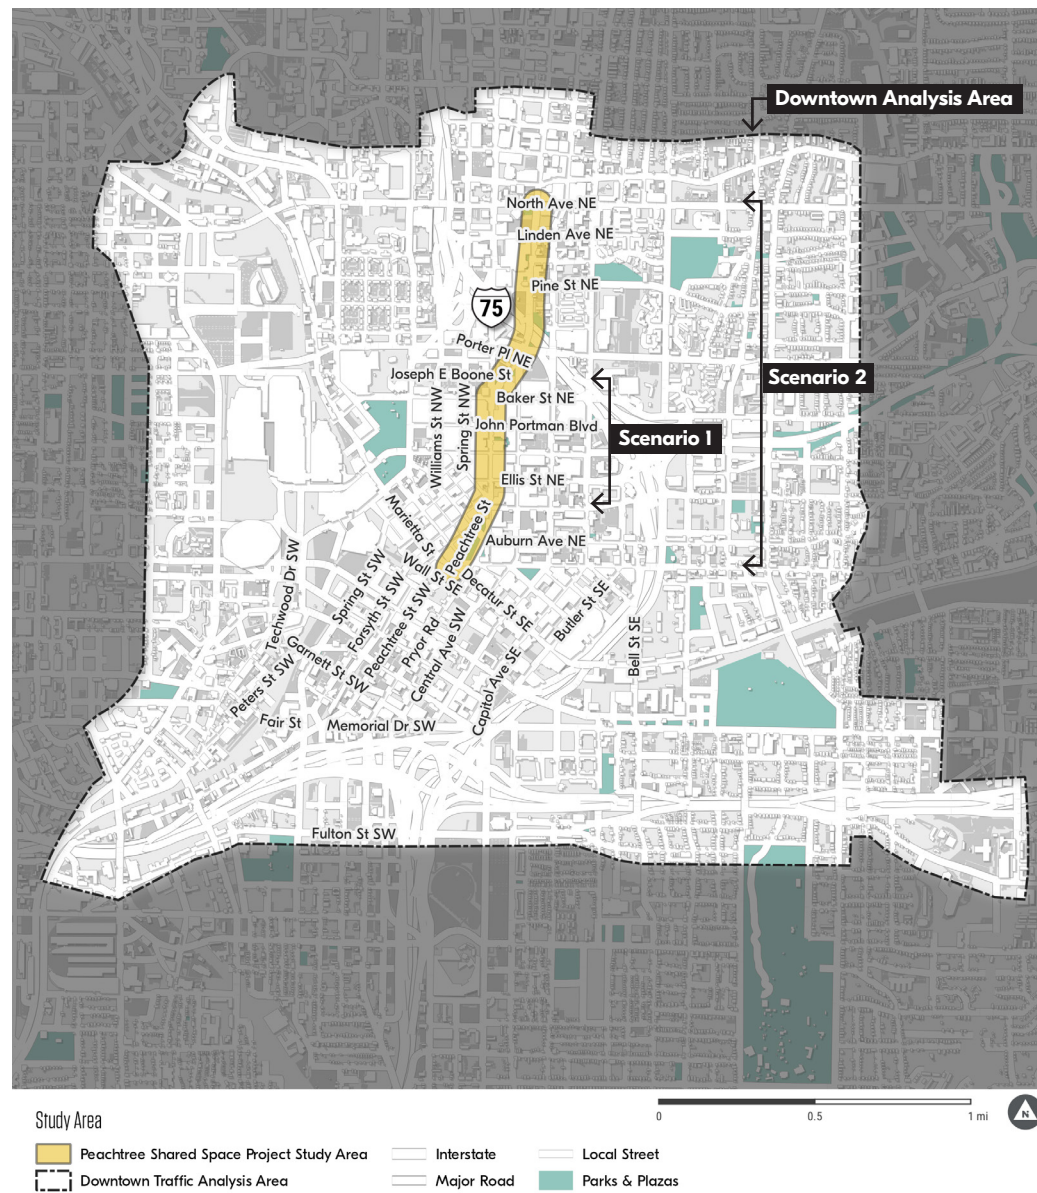 Downtown Analysis Area
North Ave NE
Linden Ave NE
Pine St NE
75
Porter Pl NE
Joseph E Boone St
Scenario 2
Baker St NE
Williams St NW
Spring St NW
John Portman Blvd
Scenario 1
Ellis St NE
Marietta St
Peachtree St
Auburn Ave NE
Wall St SE
Decatur St SE
Techwood Dr SW
Spring St SW
Forsyth St SW
Peachtree St SW
Pryor Rd
Central Ave SW
Butler St SE
Bell St SE
Garnett St SW
Peters St SW
Capitol Ave SE
Fair St
Memorial Dr SW
Fulton St SW
Study Area
0 0.5 1 mi
N
Peachtree Shared Space Project Study Area
Interstate
Local Street
Downtown Traffic Analysis Area
Major Road
Parks & Plazas